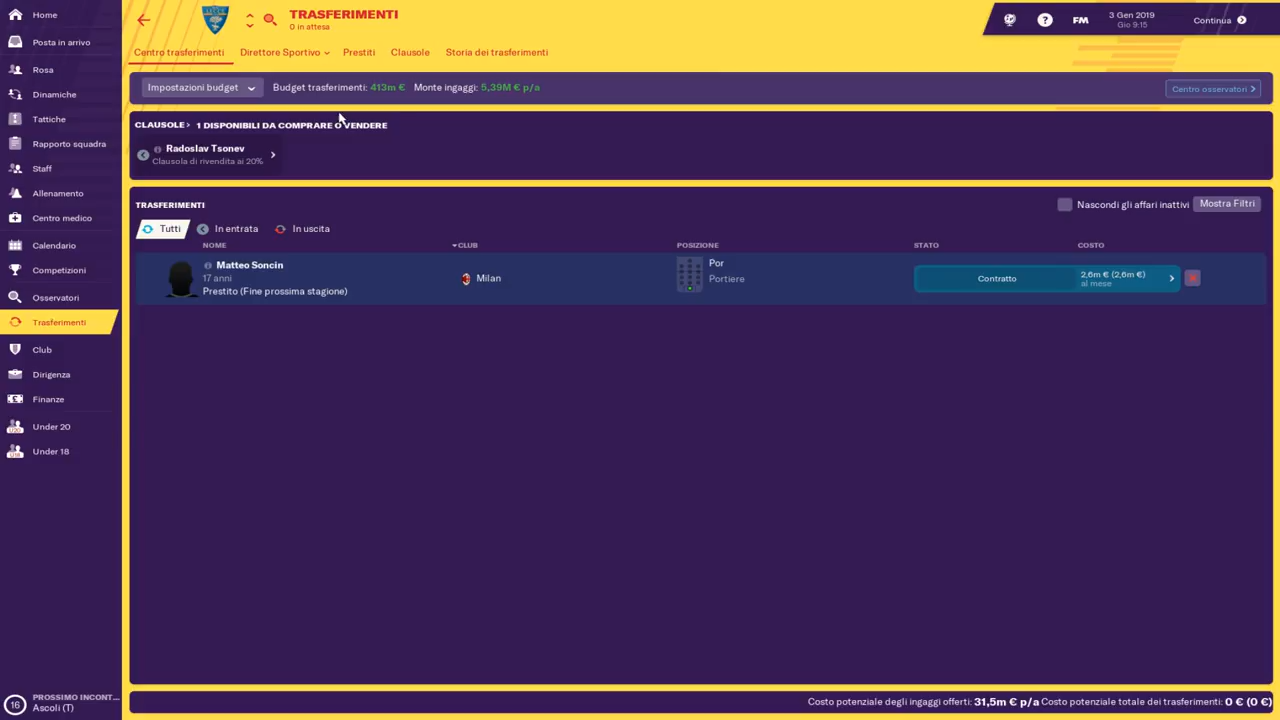 Home
Posta in arrivo
Rosa
Dinamiche
Tattiche
Rapporto squadra
Staff
Allenamento
Centro medico
Calendario
Competizioni
Osservatori
Trasferimenti
Club
Dirigenza
Finanze
Under 20
Under 18
16 PROSSIMO INCONT...
Ascoli (T)
TRASFERIMENTI
0 in attesa
FM 3 Gen 2019
Gio 9:15
Continua
Centro trasferimenti Direttore Sportivo Prestiti Clausole Storia dei trasferimenti
Impostazioni budget Budget trasferimenti: 413m € Monte ingaggi: 5,39M € p/a Centro osservatori >
CLAUSOLE > 1 DISPONIBILI DA COMPRARE O VENDERE
Radoslav Tsonev
Clausola di rivendita al 20%
TRASFERIMENTI
Nascondi gli affari inattivi Mostra Filtri
Tutti In entrata In uscita
NOME CLUB POSIZIONE STATO COSTO
Matteo Soncin
17 anni
Prestito (Fine prossima stagione)
Milan
Por
Portiere
Contratto
2,6m € (2,6m €)
al mese
Costo potenziale degli ingaggi offerti: 31,5m € p/a Costo potenziale totale dei trasferimenti: 0 € (0 €)